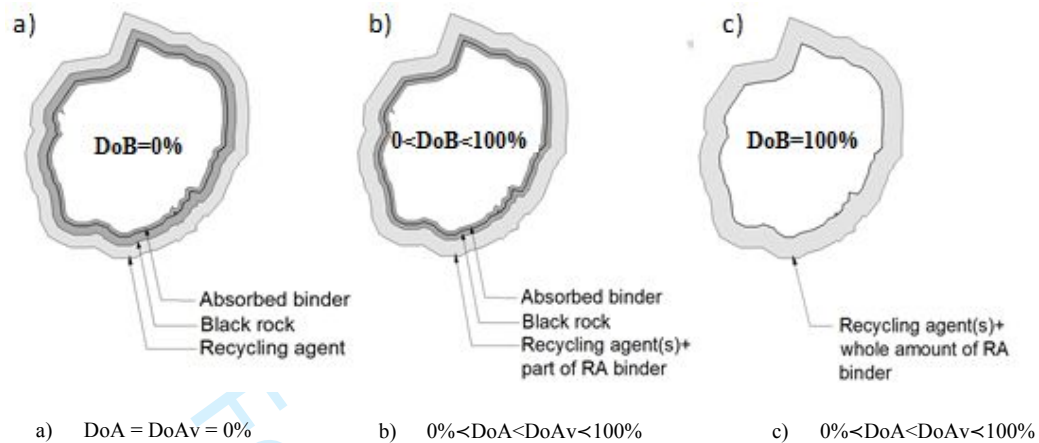 a)
DoB=0%
Absorbed binder
Black rock
Recycling agent
b)
0<DoB<100%
Absorbed binder
Black rock
Recycling agent(s)+
part of RA binder
c)
DoB=100%
Recycling agent(s)+
whole amount of RA
binder
a) DoA = DoAv = 0%
b) 0%≺DoA<DoAv≺100%
c) 0%≺DoA<DoAv≺100%